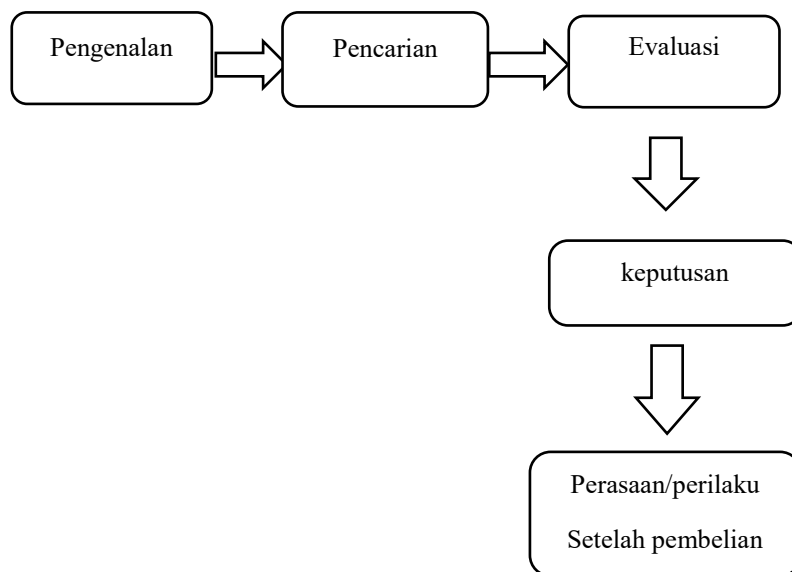 Pengenalan
Pencarian
Evaluasi
keputusan
Perasaan/perilaku
Setelah pembelian